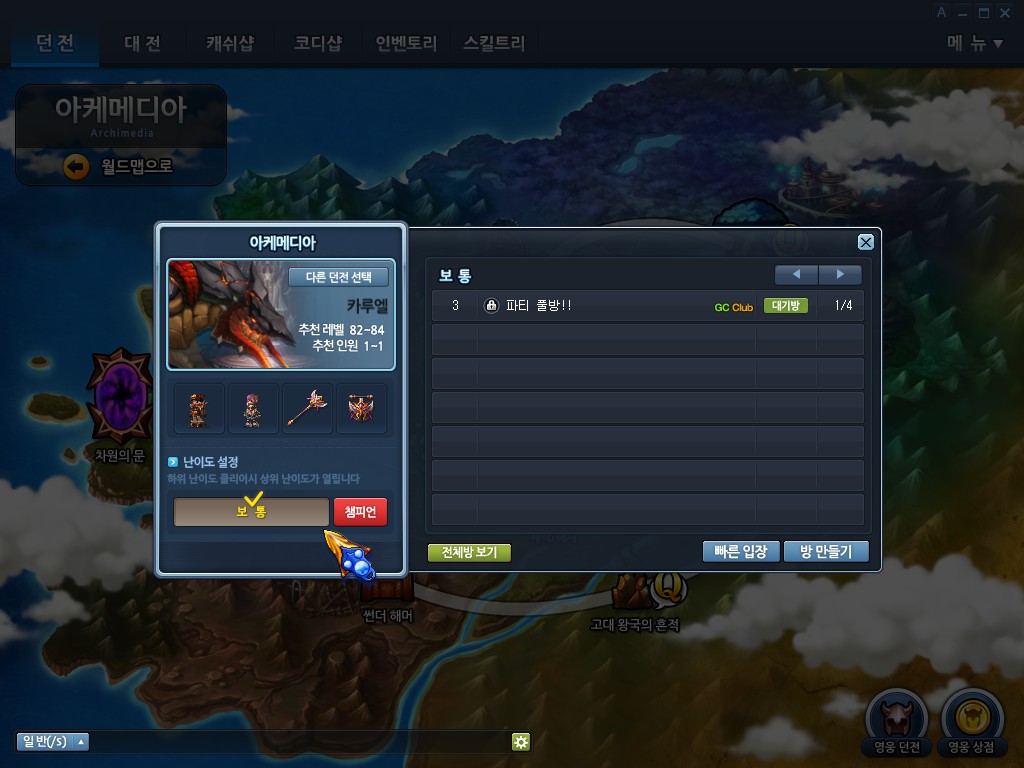 A
던전 대전 캐쉬샵 코디샵 인벤토리 스킬트리 메뉴
아케메디아
Archimedia
월드맵으로
차원의 문
썬더 해머
고대 왕국의 흔적
아케메디아
다른 던전 선택
카루엘
추천 레벨 82~84
추천 인원 1~1
난이도 설정
하위 난이도 클리어시 상위 난이도가 열립니다
보통 챔피언
보통
3 파티 풀방!! GC Club 대기방 1/4
전체방 보기 빠른 입장 방 만들기
Q
일반(/s)
영웅 던전 영웅 상점